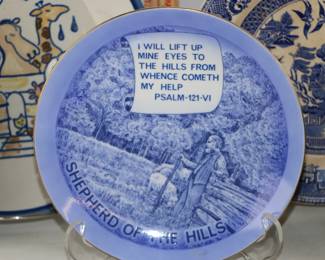 I WILL LIFT UP
MINE EYES TO
THE HILLS FROM
WHENCE COMETH
MY HELP
PSALM-121-VI
SHEPHERD OF THE HILLS